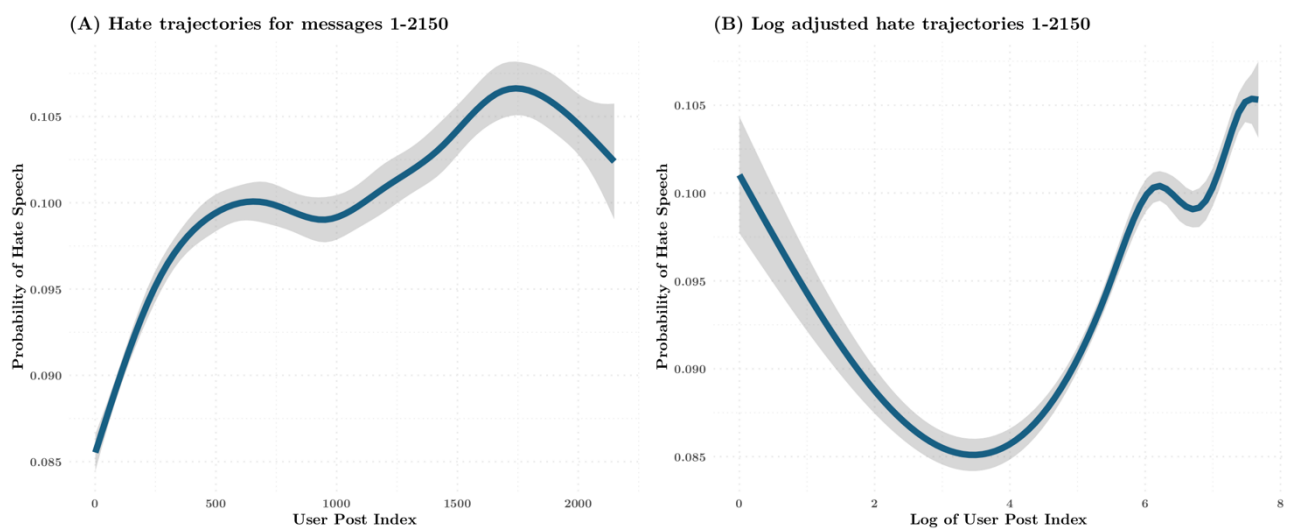 (A) Hate trajectories for messages 1-2150
Probability of Hate Speech
0.105
0.100
0.095
0.090
0.085
0 500 1000 1500 2000
User Post Index
(B) Log adjusted hate trajectories 1-2150
Probability of Hate Speech
0.105
0.100
0.095
0.090
0.085
0 2 4 6 8
Log of User Post Index